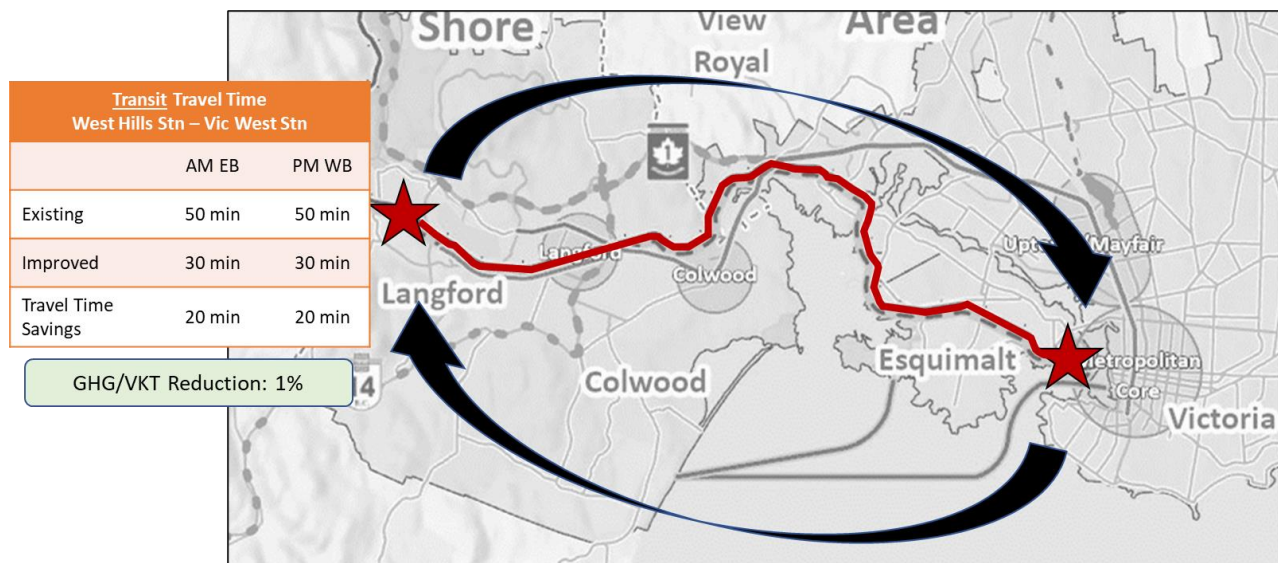 Shore
View
Royal
Area
Transit Travel Time
West Hills Stn – Vic West Stn
AM EB PM WB
Existing 50 min 50 min
Improved 30 min 30 min
Travel Time
Savings 20 min 20 min
GHG/VKT Reduction: 1%
1
14
Langford
Langford
Colwood
Colwood
Esquimalt
Mayfair
Metropolitan
Core
Victoria